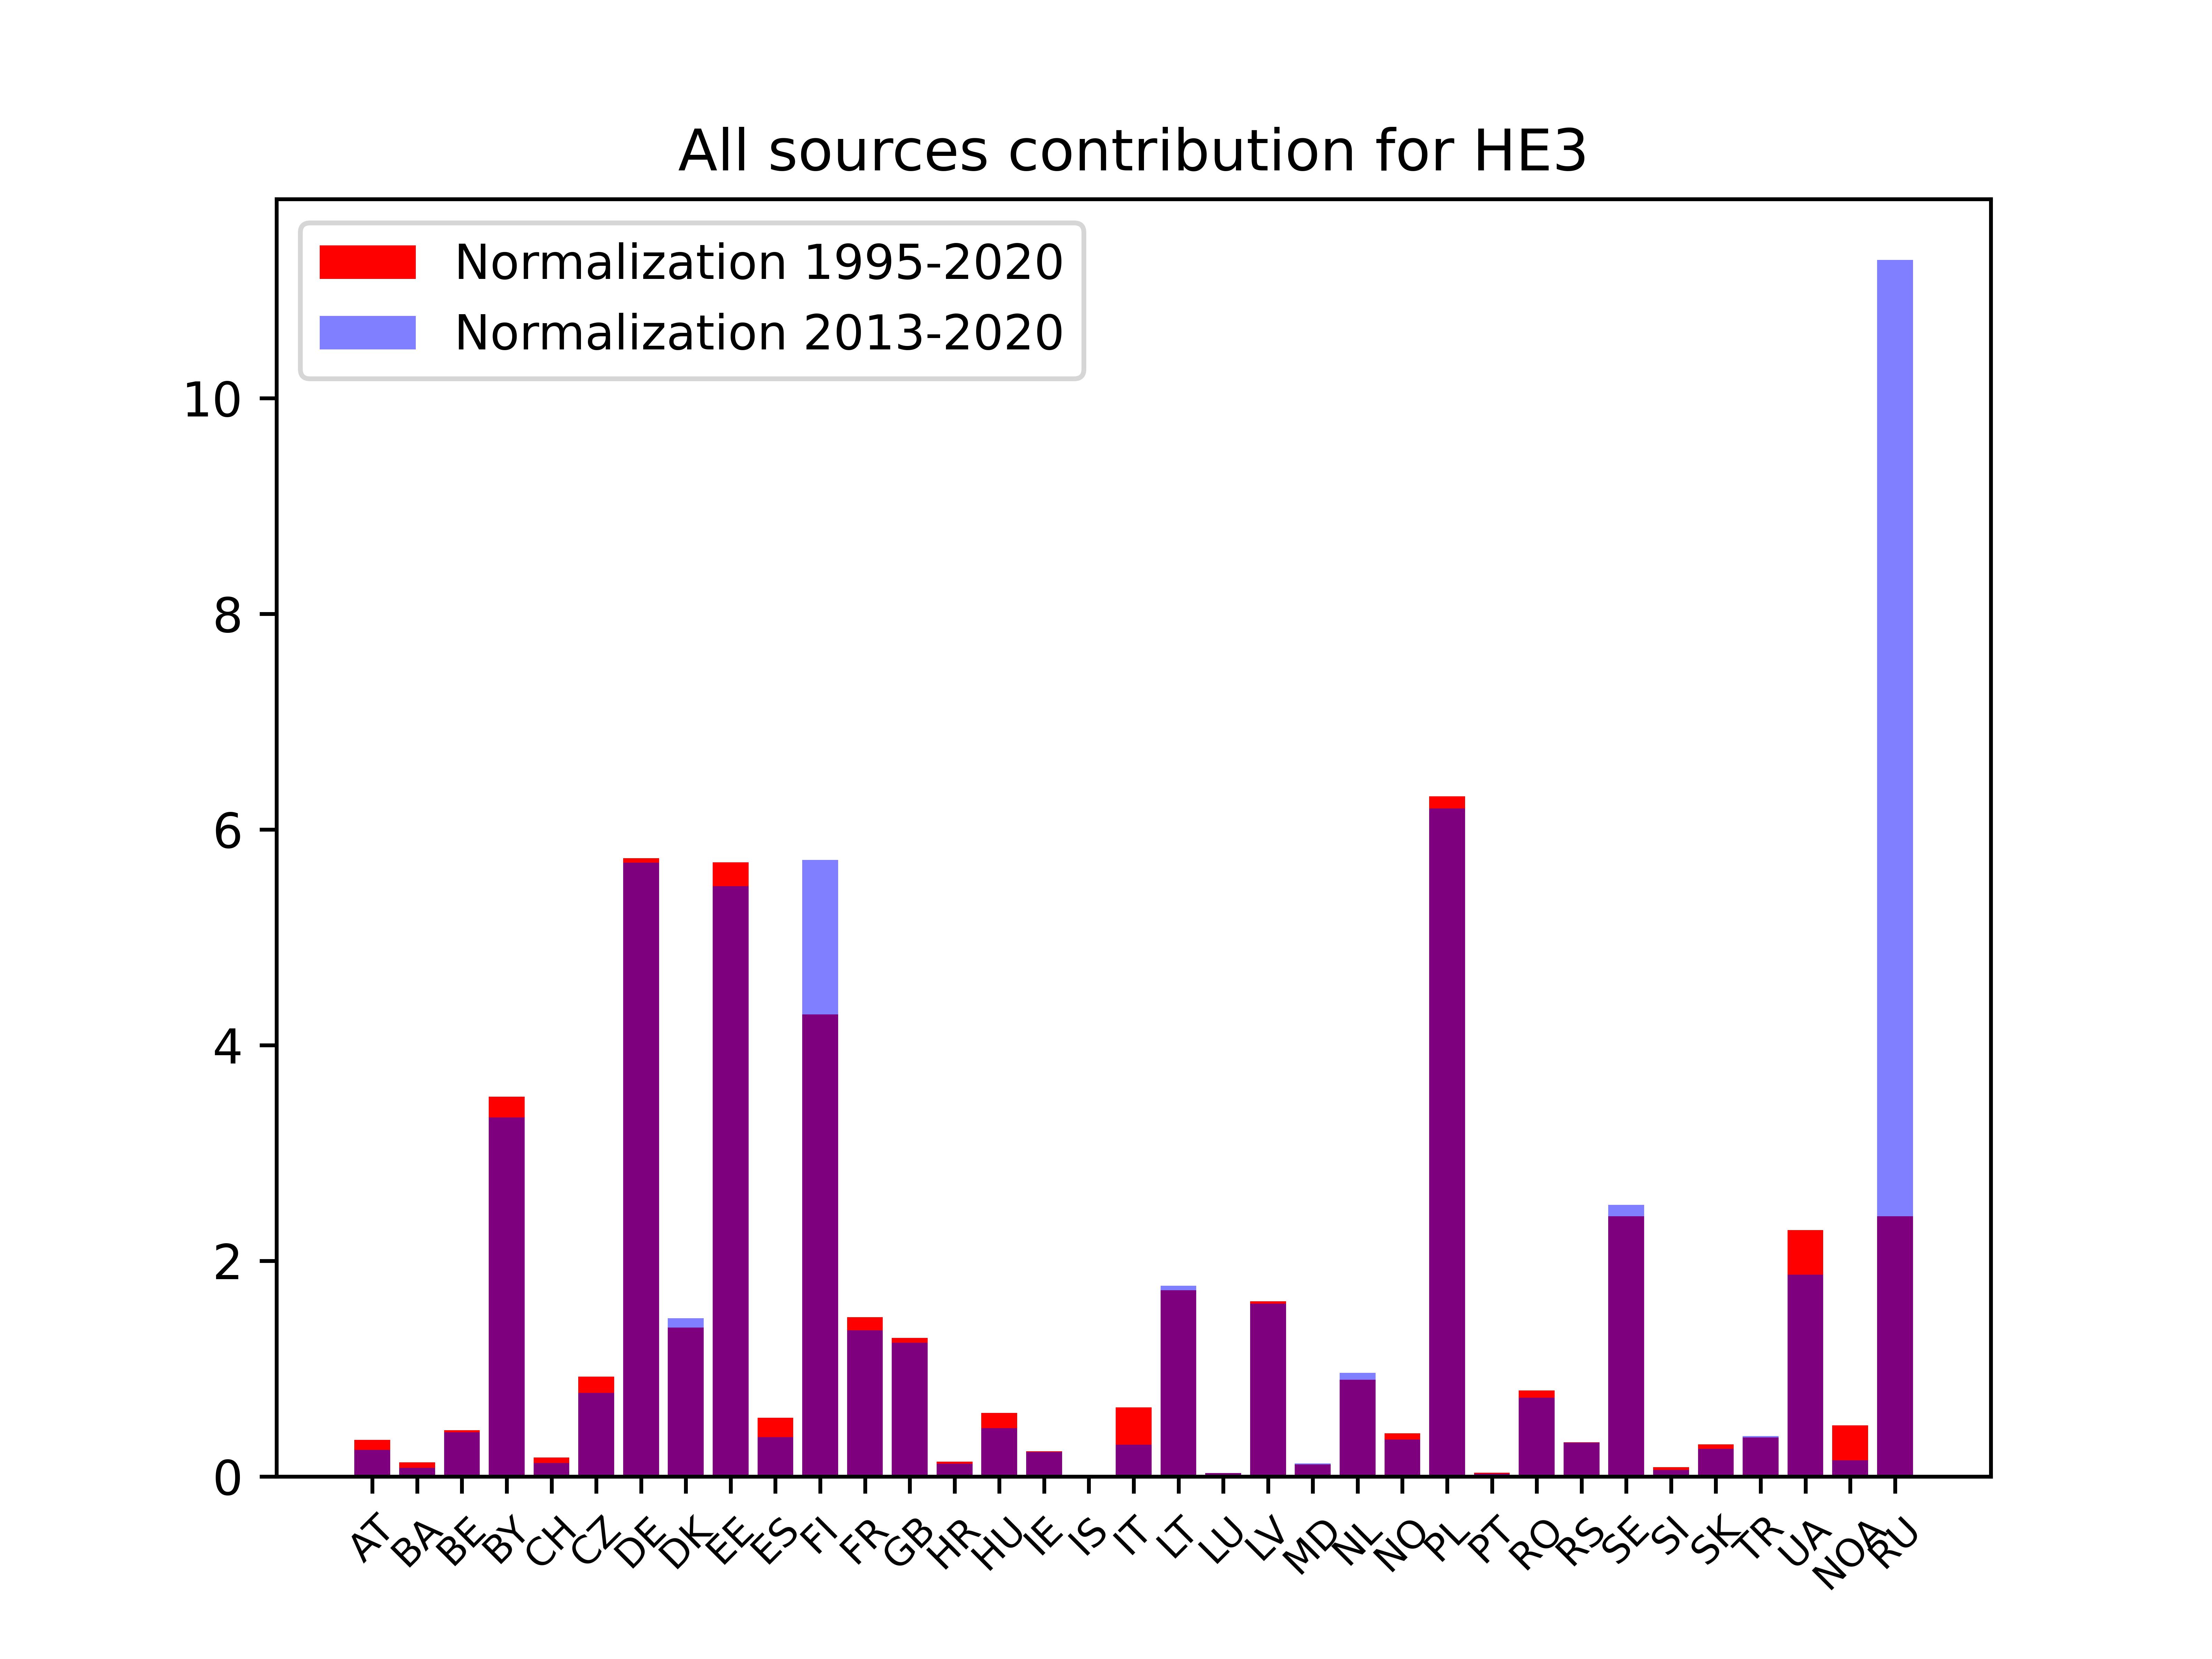 All sources contribution for HE3
Normalization 1995-2020
Normalization 2013-2020
10
8
6
4
2
0
AT BA BE BY CH CZ DE DK EE ES FI FR GB HR HU IE IS IT LT LU LV MD NL NO PL PT RO RS SE SI SK TR UA NOA RU